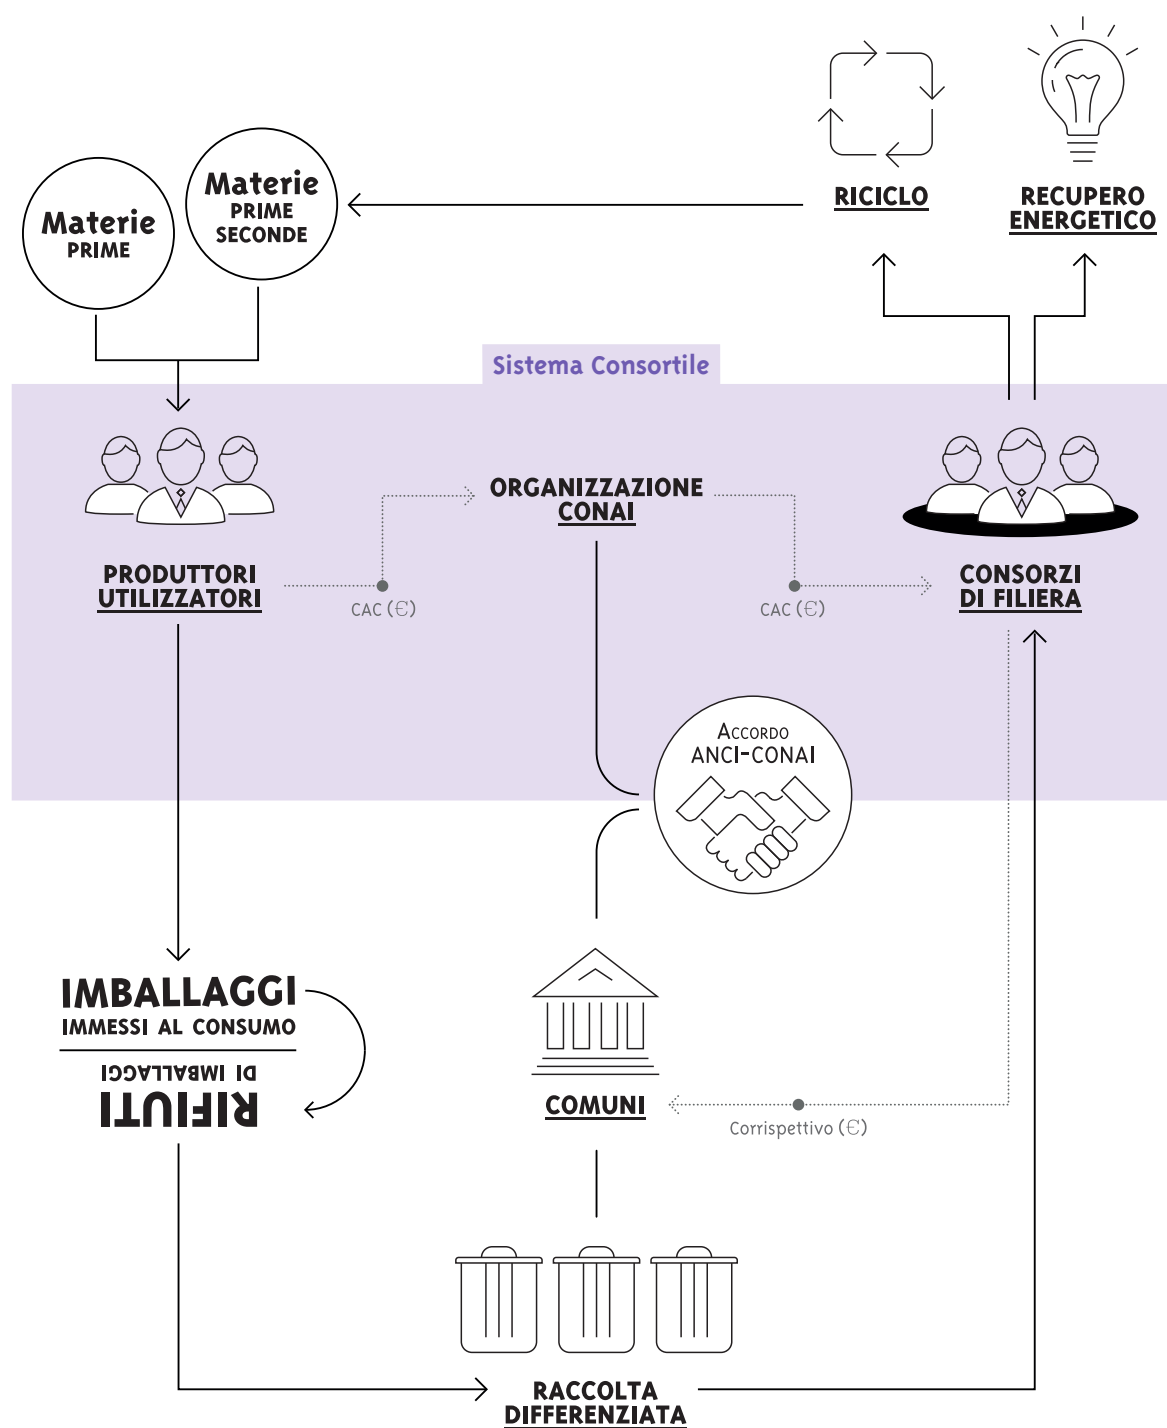 RICICLO
RECUPERO
ENERGETICO
Materie
PRIME
Materie
PRIME
SECONDE
Sistema Consortile
ORGANIZZAZIONE
CONAI
PRODUTTORI
UTILIZZATORI
CAC (€)
CAC (€)
CONSORZI
DI FILIERA
Accordo
ANCI-CONAI
IMBALLAGGI
IMMESSI AL CONSUMO
RIFIUTI
DI IMBALLAGGI
COMUNI
Corrispettivo (€)
RACCOLTA
DIFFERENZIATA